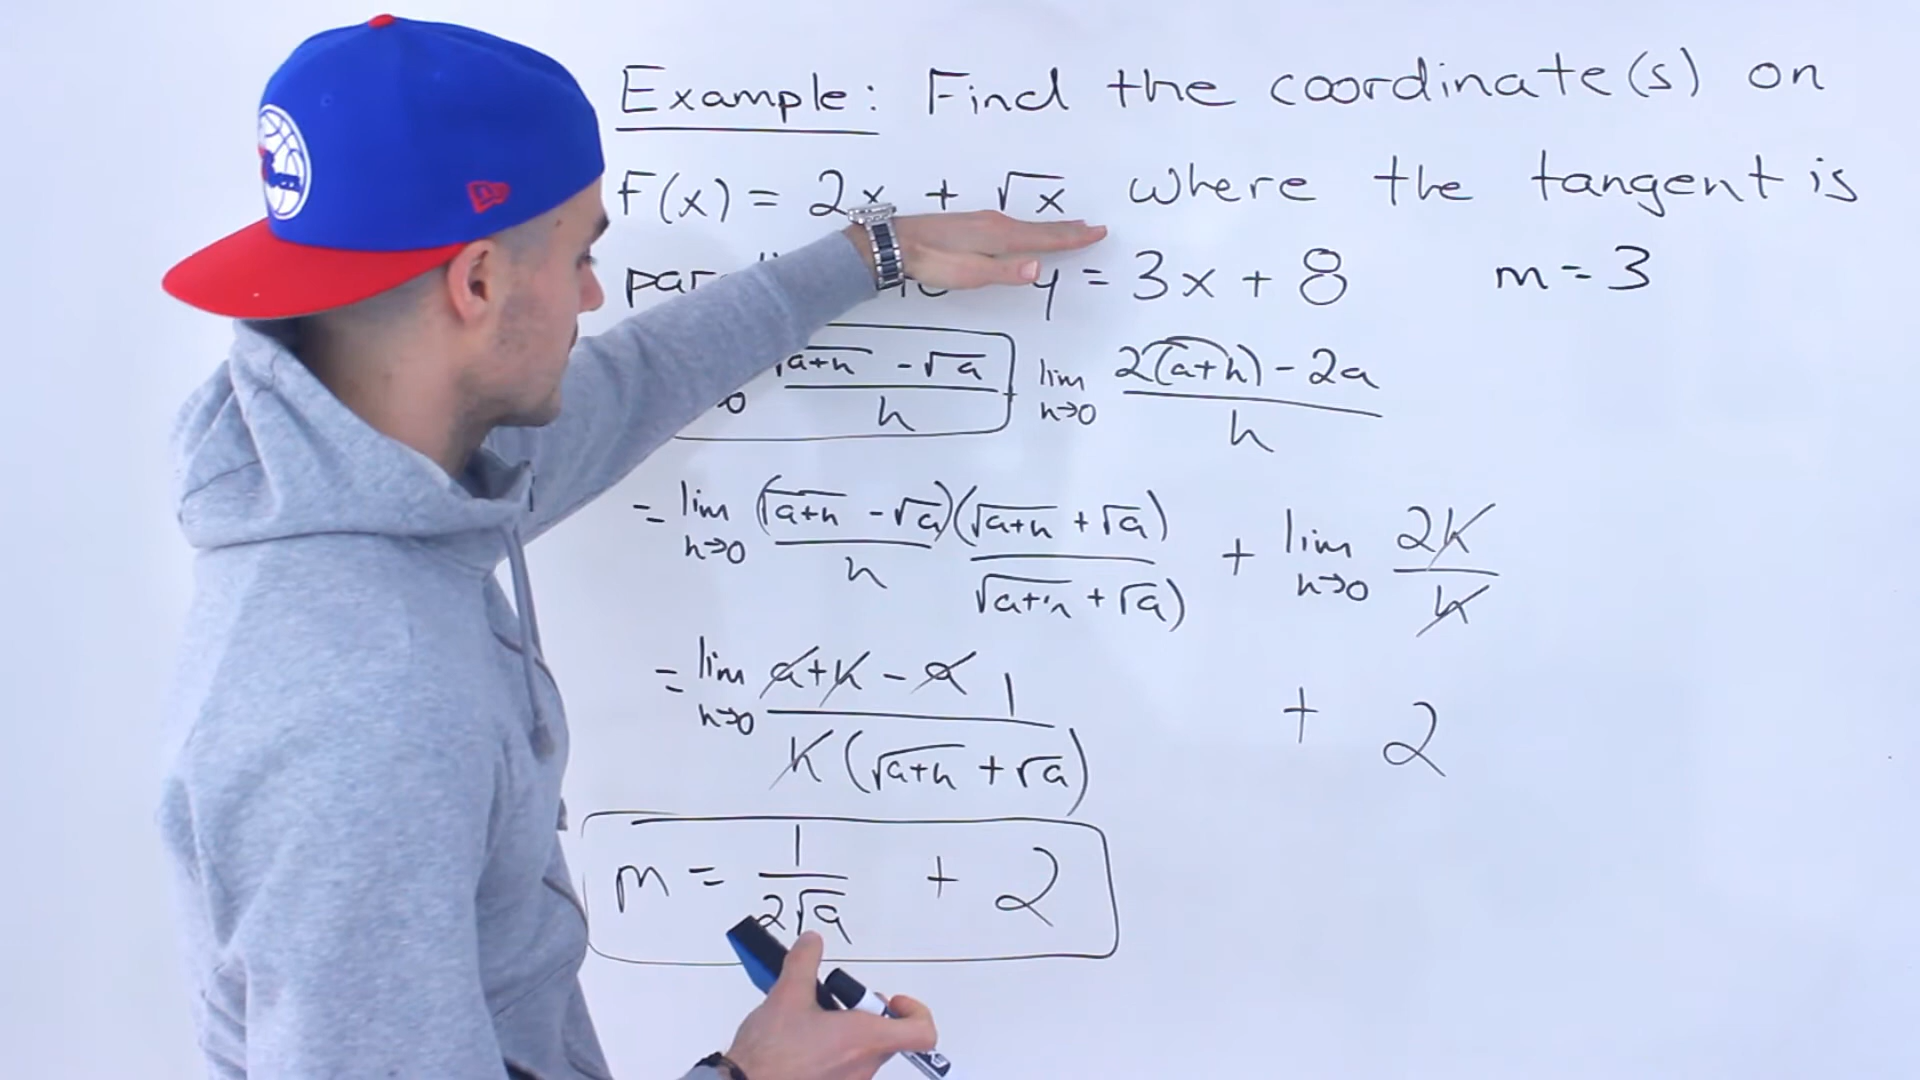 Example: Find the coordinate(s) on
f(x) = 2x + √x where the tangent is
y = 3x + 8 m = 3
√a+h - √a / h + lim h→0 2(a+h) - 2a / h
= lim h→0 (√a+h - √a)(√a+h + √a) / h (√a+h + √a) + lim h→0 2h / h
= lim h→0 a+h - a 1 / h (√a+h + √a) + 2
m = 1 / 2√a + 2